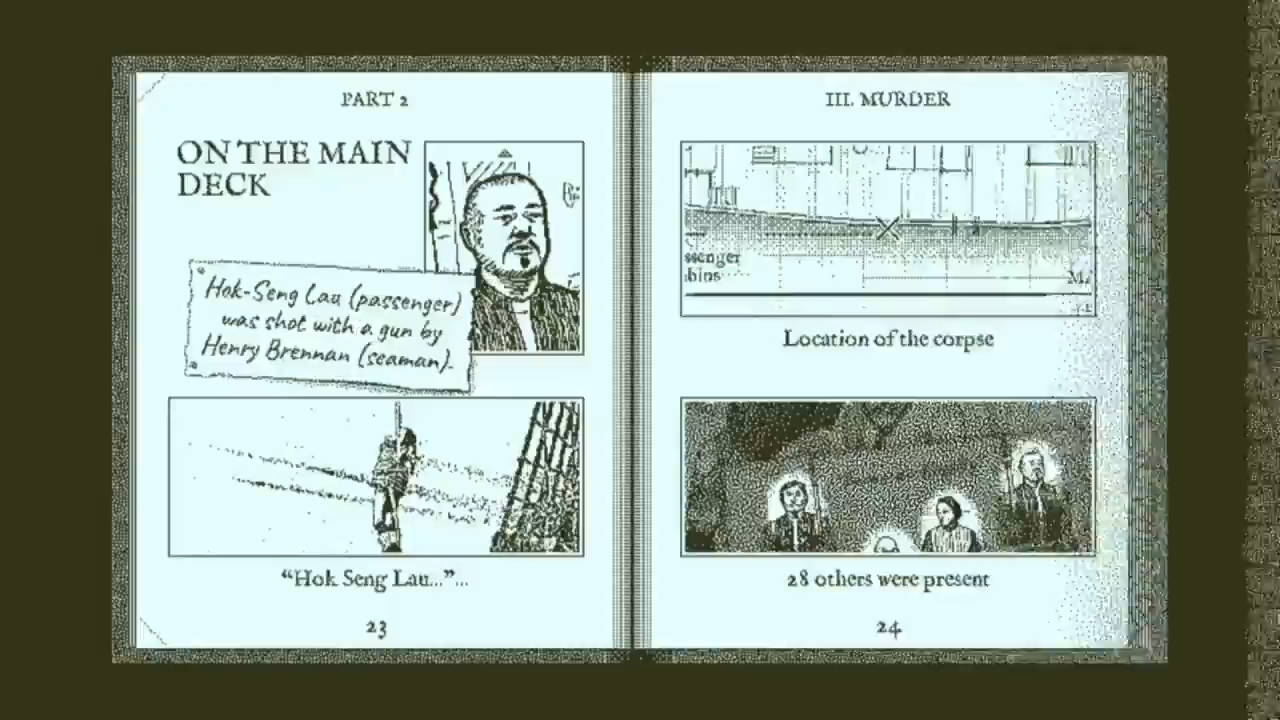 PART 2
ON THE MAIN
DECK
Hok-Seng Lau (passenger)
was shot with a gun by
Henry Brennan (seaman).
"Hok Seng Lau..."...
23
III. MURDER
ssenger
bins
Location of the corpse
28 others were present
24